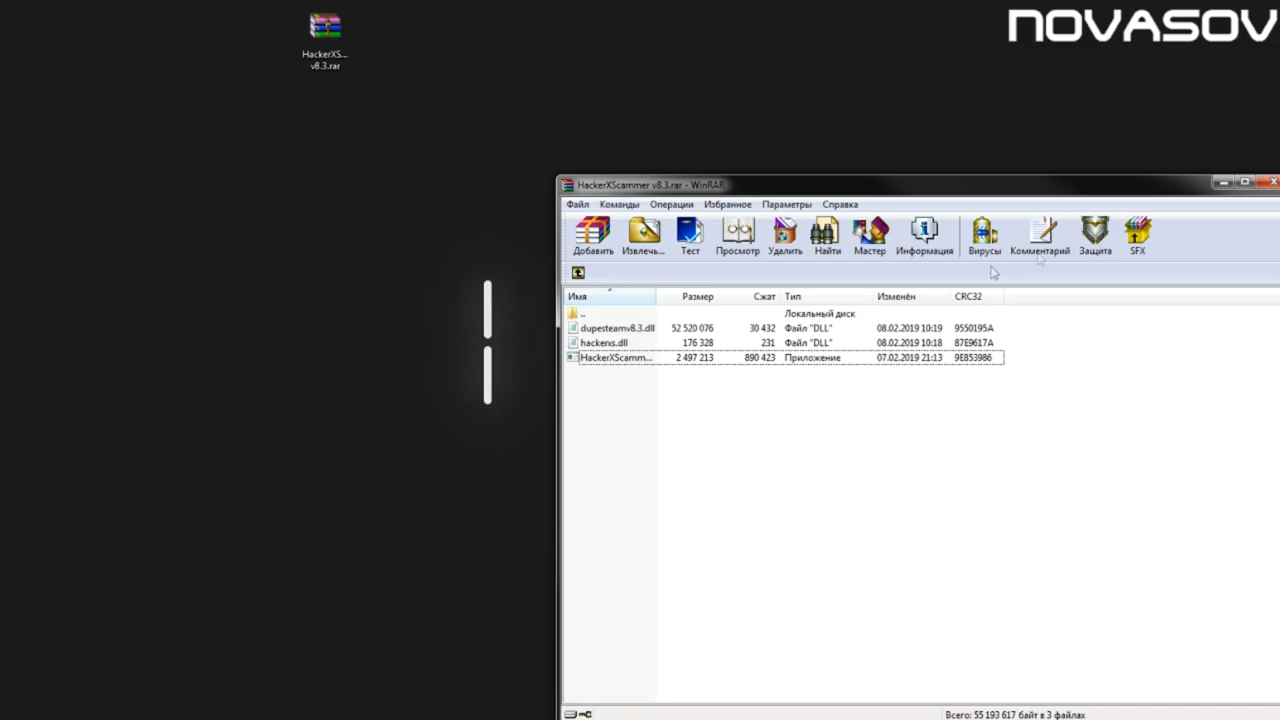 NOVASOV
HackerXS...
v8.3.rar
HackerXScammer v8.3.rar - WinRAR
Файл Команды Операции Избранное Параметры Справка
Добавить Извлечь... Тест Просмотр Удалить Найти Мастер Информация Вирусы Комментарий Защита SFX
Имя Размер Сжат Тип Изменён CRC32
.. Локальный диск
dupesteamv8.3.dll 52 520 076 30 432 Файл "DLL" 08.02.2019 10:19 9550195A
hackerxs.dll 176 328 231 Файл "DLL" 08.02.2019 10:18 87E9617A
HackerXScamm... 2 497 213 890 423 Приложение 07.02.2019 21:13 9E853986
Всего: 55 193 617 байт в 3 файлах